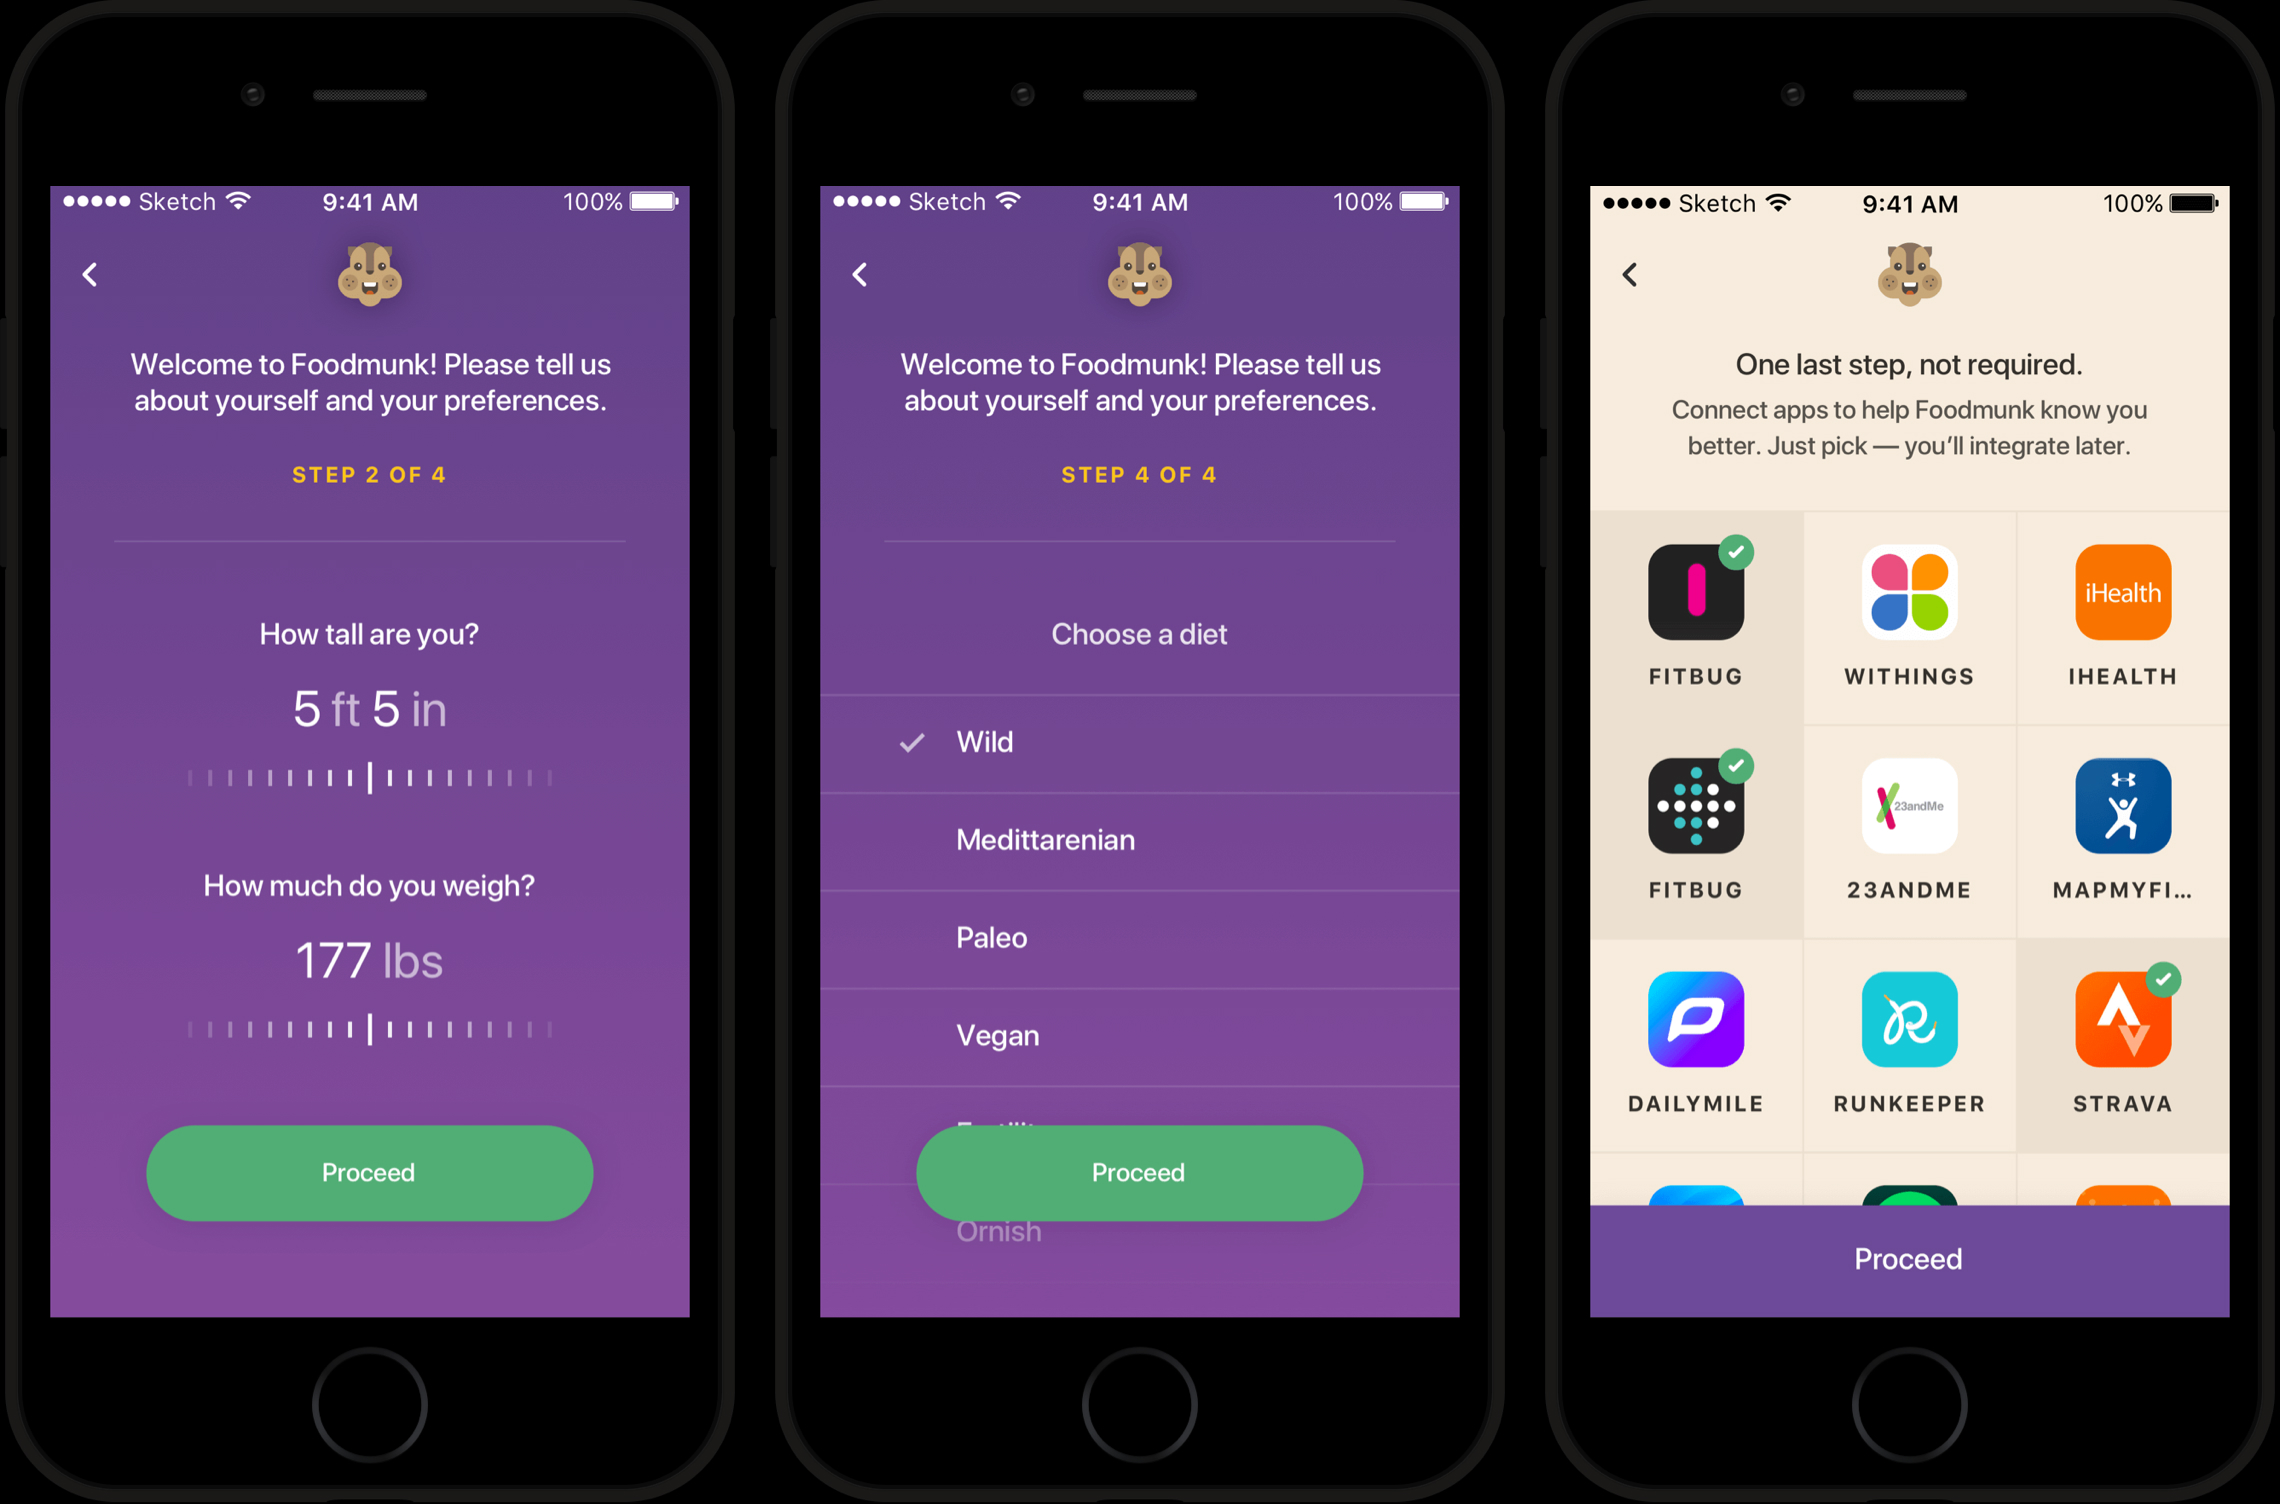 Sketch 9:41 AM 100%
Welcome to Foodmunk! Please tell us
about yourself and your preferences.
STEP 2 OF 4
How tall are you?
5 ft 5 in
How much do you weigh?
177 lbs
Proceed
Sketch 9:41 AM 100%
Welcome to Foodmunk! Please tell us
about yourself and your preferences.
STEP 4 OF 4
Choose a diet
Wild
Medittarenian
Paleo
Vegan
Proceed
Ornish
Sketch 9:41 AM 100%
One last step, not required.
Connect apps to help Foodmunk know you
better. Just pick — you’ll integrate later.
iHealth
FITBUG WITHINGS IHEALTH
23andMe
FITBUG 23ANDME MAPMYFI...
DAILYMILE RUNKEEPER STRAVA
Proceed